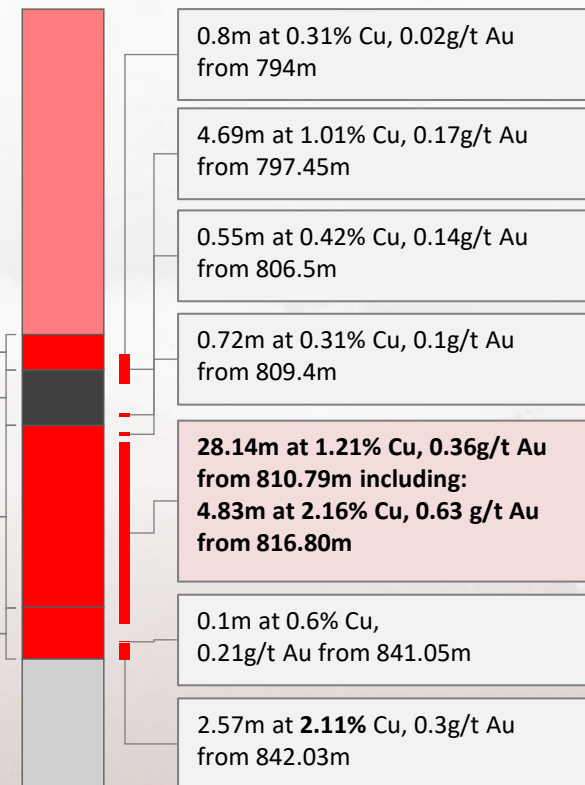 0.8m at 0.31% Cu, 0.02g/t Au
from 794m
4.69m at 1.01% Cu, 0.17g/t Au
from 797.45m
0.55m at 0.42% Cu, 0.14g/t Au
from 806.5m
0.72m at 0.31% Cu, 0.1g/t Au
from 809.4m
28.14m at 1.21% Cu, 0.36g/t Au
from 810.79m including:
4.83m at 2.16% Cu, 0.63 g/t Au
from 816.80m
0.1m at 0.6% Cu,
0.21g/t Au from 841.05m
2.57m at 2.11% Cu, 0.3g/t Au
from 842.03m